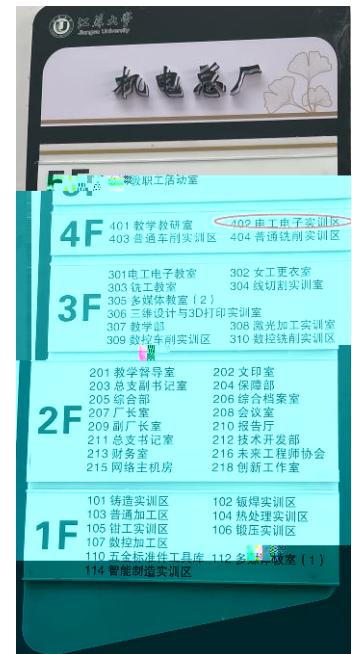 江苏大学
Jiangsu University
机电总厂
5F
教职工活动室
4F
401 教学教研室 402 电工电子实训区
403 普通车削实训区 404 普通铣削实训区
3F
301电工电子教室 302 女工更衣室
303 铣工教室 304 线切割实训室
305 多媒体教室(2)
306 三维设计与3D打印实训室
307 教学部 308 激光加工实训室
309 数控车削实训区 310 数控铣削实训区
2F
201 教学督导室 202 文印室
203 总支副书记室 204 保障部
205 综合部 206 综合档案室
207 厂长室 208 会议室
209 副厂长室 210 报告厅
211 总支书记室 212 技术开发部
213 财务室 216 未来工程师协会
215 网络主机房 218 创新工作室
1F
101 铸造实训区 102 钣焊实训区
103 普通加工区 104 热处理实训区
105 钳工实训区 106 锻压实训区
107 数控加工区
110 五金标准件工具库 112 多教室(1)
114 智能制造实训区